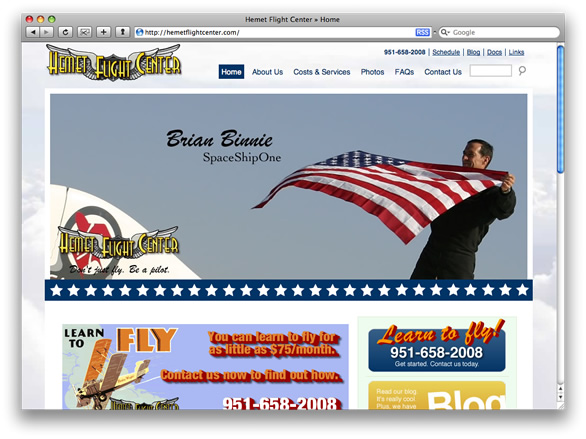 Hemet Flight Center » Home
http://hemetflightcenter.com/
RSS
Google
HEMET FLIGHT CENTER
951-658-2008 | Schedule | Blog | Docs | Links
Home About Us Costs & Services Photos FAQs Contact Us
Brian Binnie
SpaceShipOne
HEMET FLIGHT CENTER
Don't just fly. Be a pilot.
LEARN TO FLY
You can learn to fly for
as little as $75/month.
Contact us now to find out how.
951-658-2008
Learn to fly!
951-658-2008
Get started. Contact us today.
Read our blog.
It's really cool
Plus, we have
Blog